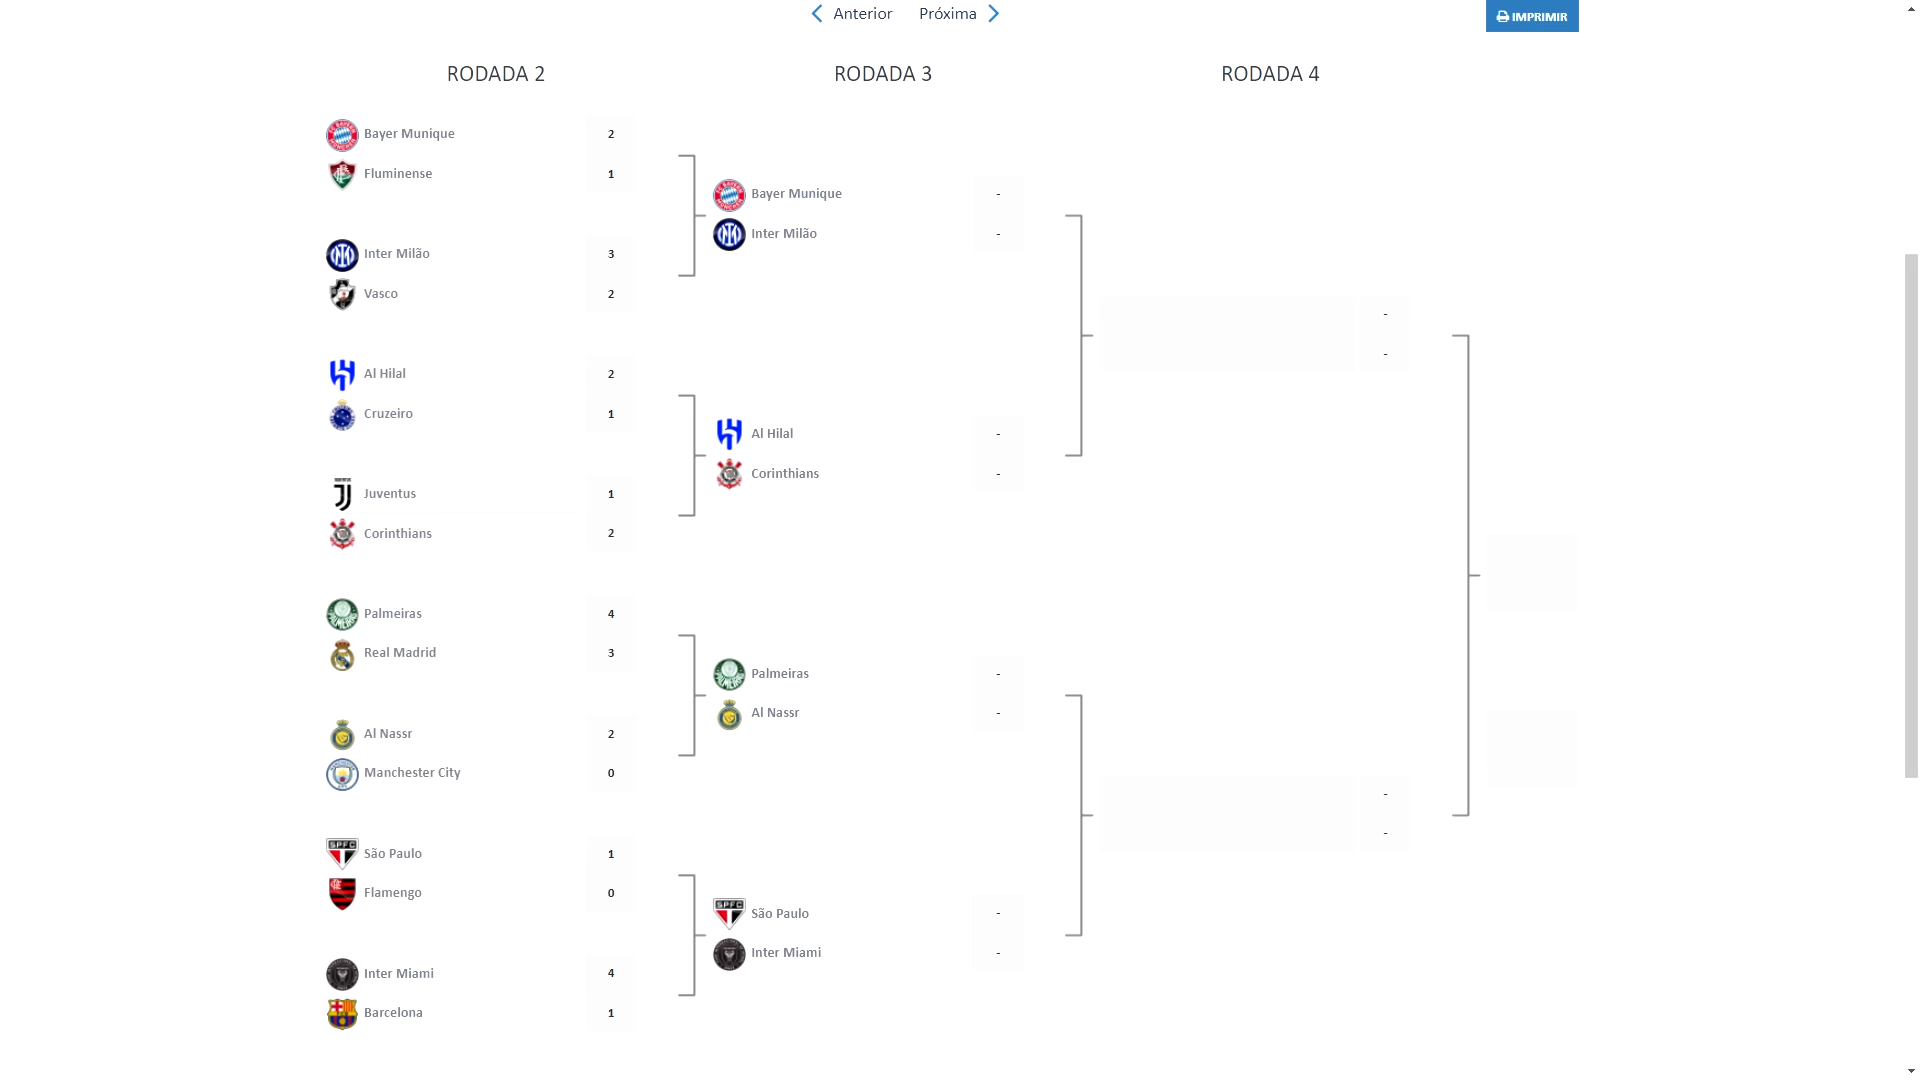 Anterior Próxima
IMPRIMIR
RODADA 2 RODADA 3 RODADA 4
Bayer Munique 2
Fluminense 1
Inter Milão 3
Vasco 2
Al Hilal 2
Cruzeiro 1
Juventus 1
Corinthians 2
Palmeiras 4
Real Madrid 3
Al Nassr 2
Manchester City 0
São Paulo 1
Flamengo 0
Inter Miami 4
Barcelona 1
Bayer Munique -
Inter Milão -
Al Hilal -
Corinthians -
Palmeiras -
Al Nassr -
São Paulo -
Inter Miami -
-
-
-
-